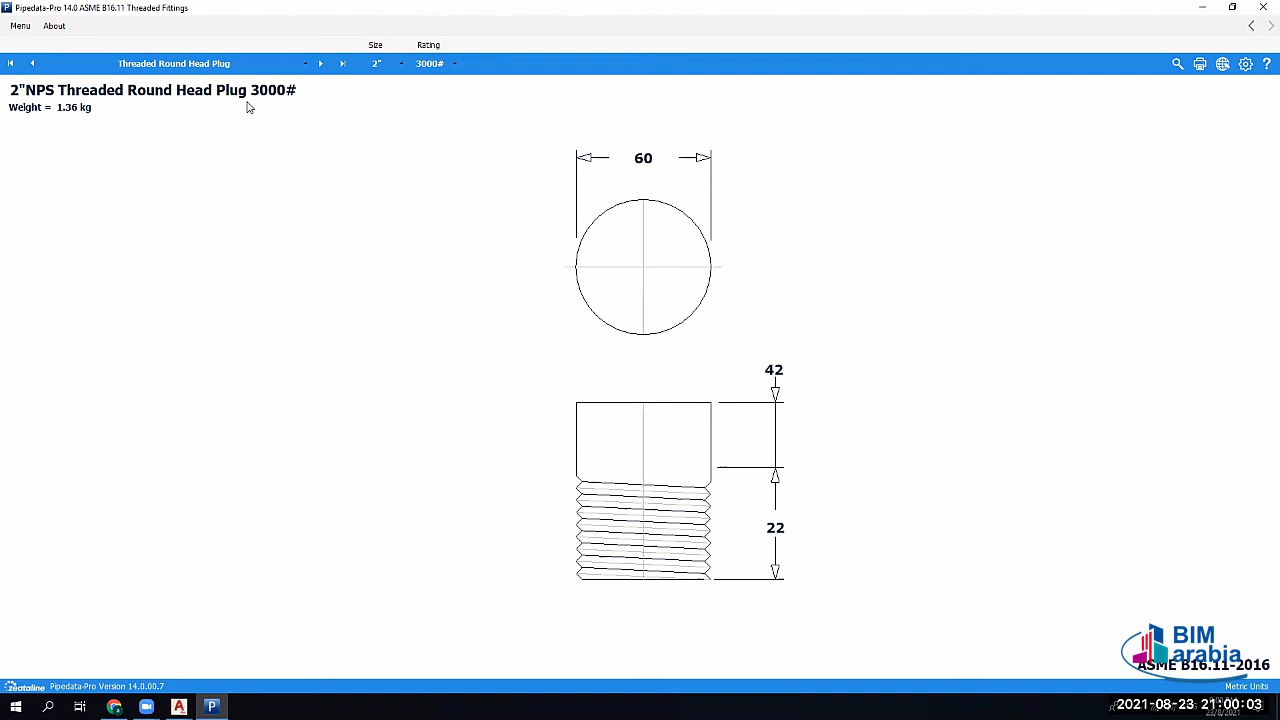 Pipedata-Pro 14.0 ASME B16.11 Threaded Fittings
Menu About
Size Rating
Threaded Round Head Plug 2" 3000#
2"NPS Threaded Round Head Plug 3000#
Weight = 1.36 kg
60
42
22
BIM
arabia
ASME B16.11-2016
zeataline Pipedata-Pro Version 14.0.00.7 Metric Units
2021-08-23 21:00:03